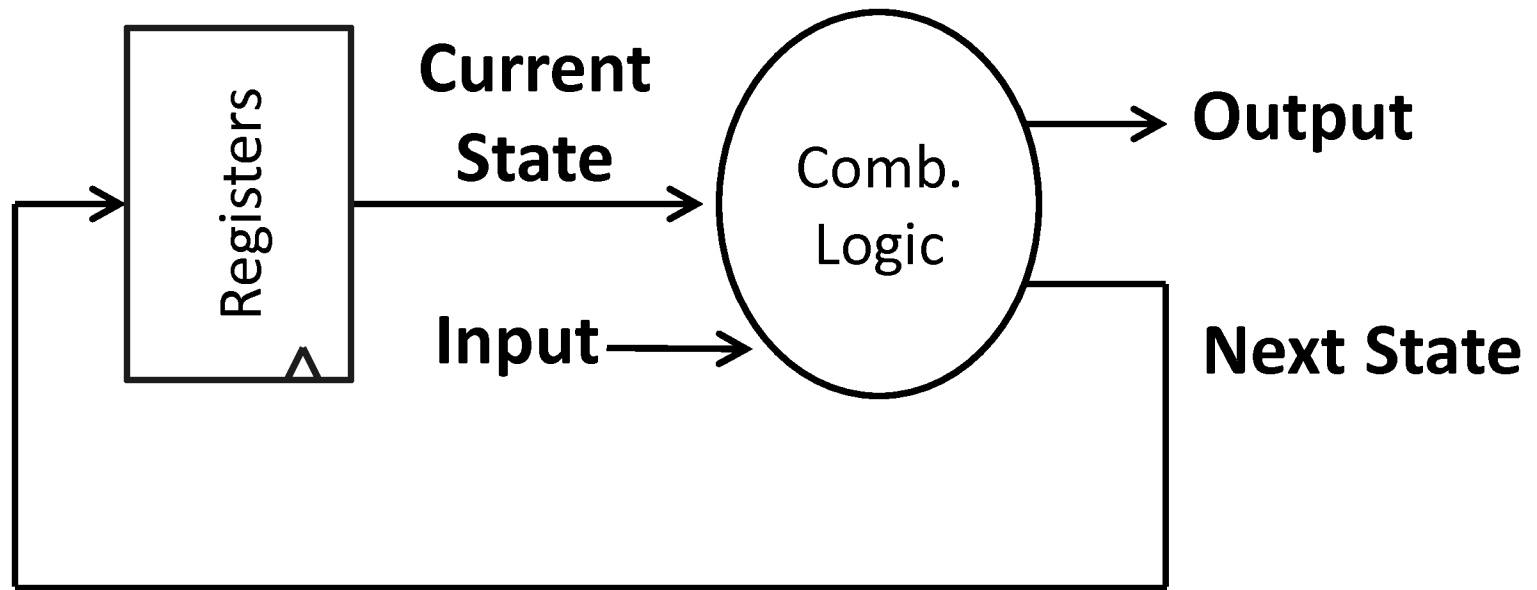 Registers
Current
State
Input
Comb.
Logic
Output
Next State